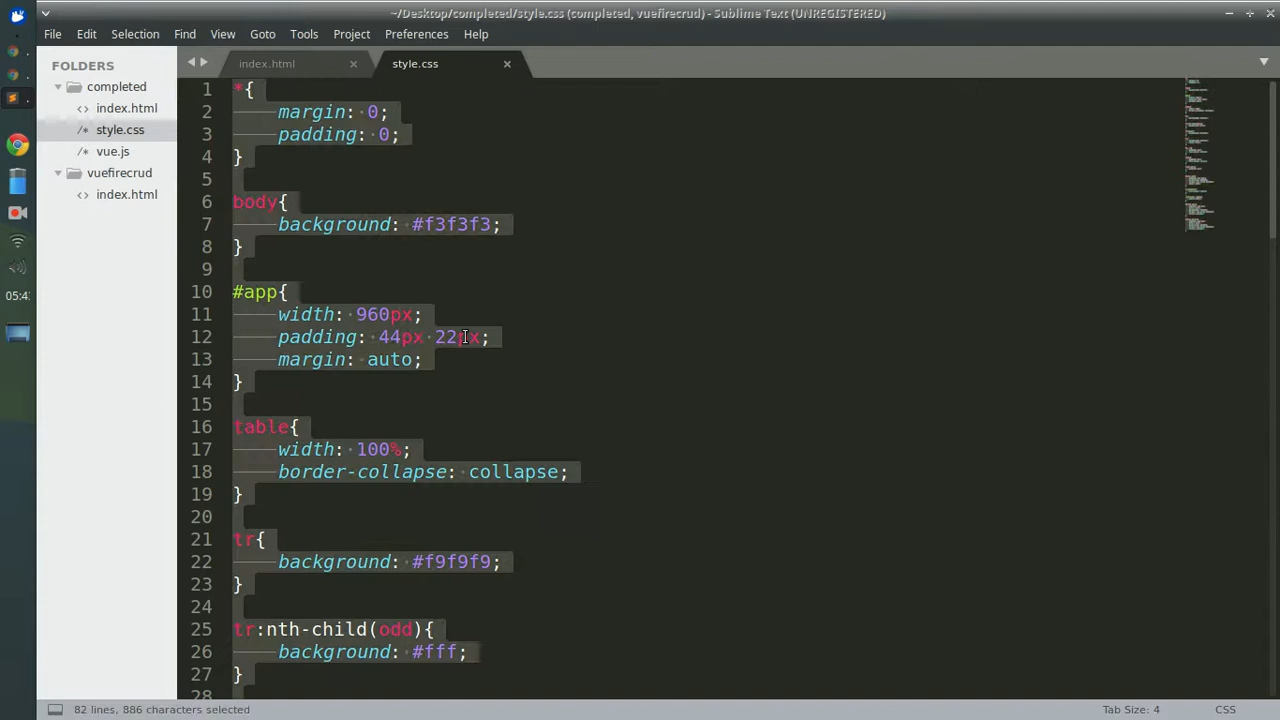 ~/Desktop/completed/style.css (completed, vuefirecrud) - Sublime Text (UNREGISTERED)
File Edit Selection Find View Goto Tools Project Preferences Help
FOLDERS
completed
<> index.html
/* style.css
/* vue.js
vuefirecrud
<> index.html
05:4
index.html × style.css ×
1 *{
2 margin: 0;
3 padding: 0;
4 }
5
6 body{
7 background: #f3f3f3;
8 }
9
10 #app{
11 width: 960px;
12 padding: 44px 22px;
13 margin: auto;
14 }
15
16 table{
17 width: 100%;
18 border-collapse: collapse;
19 }
20
21 tr{
22 background: #f9f9f9;
23 }
24
25 tr:nth-child(odd){
26 background: #fff;
27 }
28
82 lines, 886 characters selected
Tab Size: 4
CSS